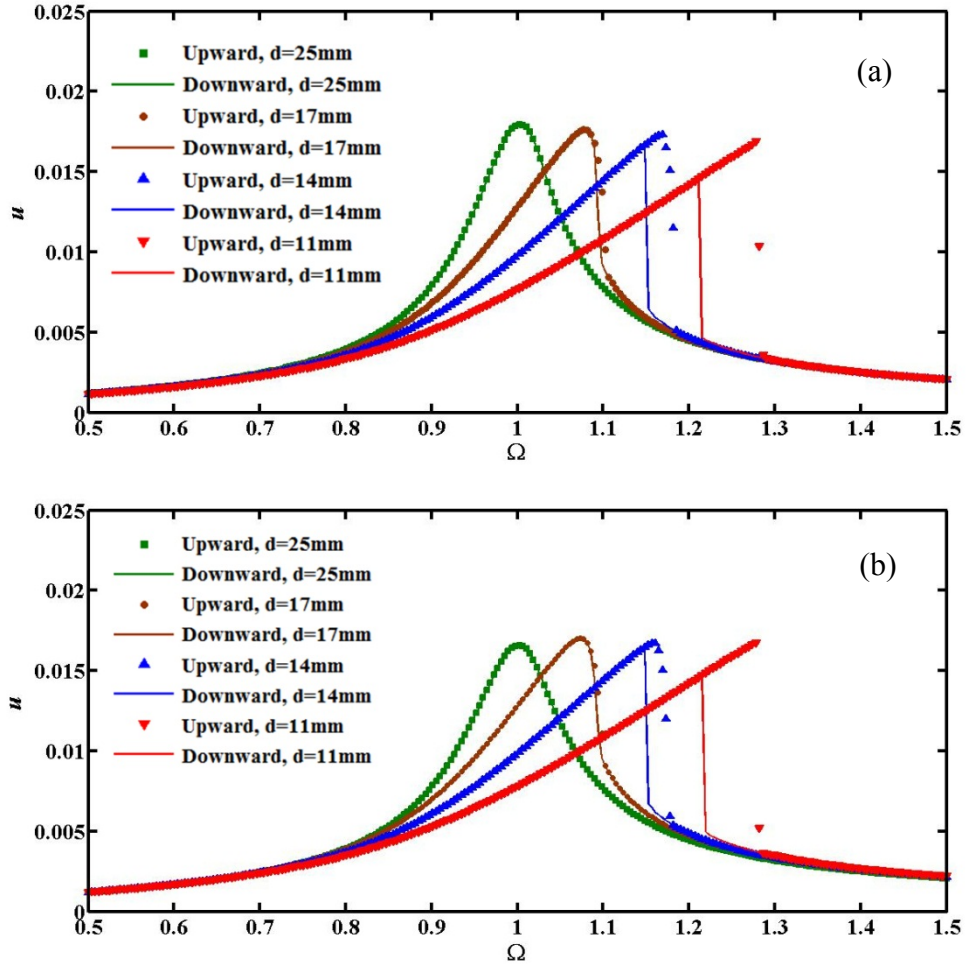 0.025
Upward, d=25mm
(a)
0.02
Downward, d=25mm
Upward, d=17mm
Downward, d=17mm
0.015
Upward, d=14mm
u
Downward, d=14mm
0.01
Upward, d=11mm
Downward, d=11mm
0.005
0
0.5 0.6 0.7 0.8 0.9 1 1.1 1.2 1.3 1.4 1.5
Ω
0.025
Upward, d=25mm
(b)
Downward, d=25mm
0.02
Upward, d=17mm
Downward, d=17mm
0.015
Upward, d=14mm
u
Downward, d=14mm
Upward, d=11mm
0.01
Downward, d=11mm
0.005
0
0.5 0.6 0.7 0.8 0.9 1 1.1 1.2 1.3 1.4 1.5
Ω